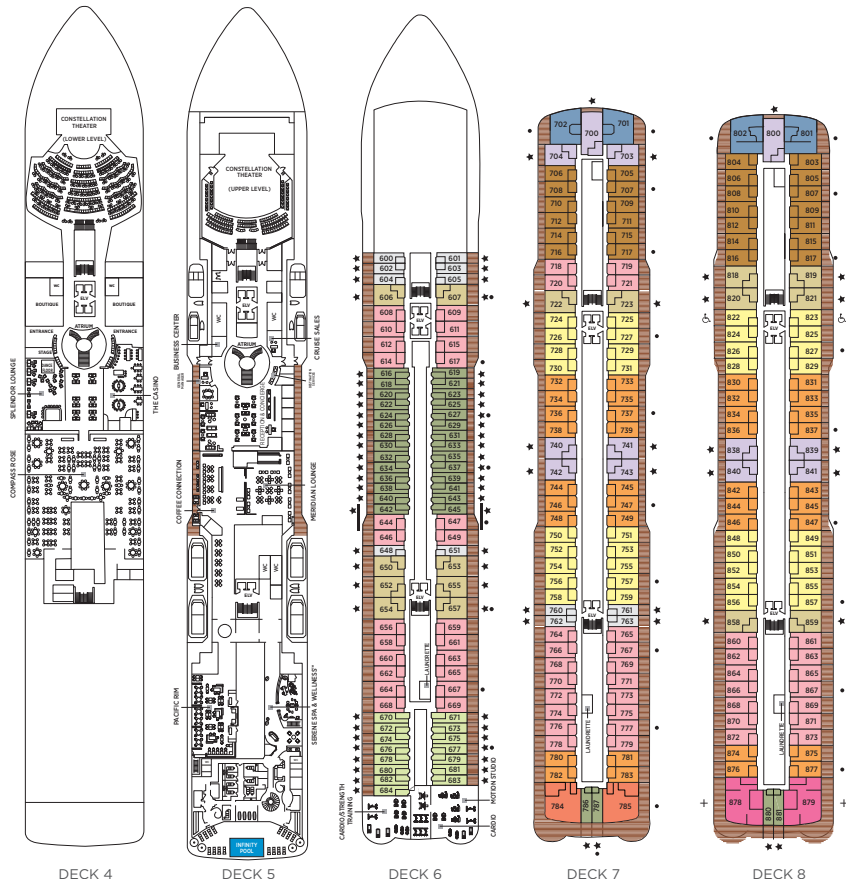 CONSTELLATION
THEATER
(LOWER LEVEL)
WC
WC
ELV
BOUTIQUE
BOUTIQUE
ENTRANCE
ATRIUM
ENTRANCE
STAGE
DANCE
FLOOR
SPLENDOR LOUNGE
THE CASINO
COMPASS ROSE
DECK 4
CONSTELLATION
THEATER
(UPPER LEVEL)
ELV
WC
WC
BUSINESS CENTER
CRUISE SALES
ATRIUM
RECEPTION & CONCIERGE
COFFEE CONNECTION
MERIDIAN LOUNGE
WC
WC
ELV
PACIFIC RIM
SERENE SPA & WELLNESS™
INFINITY
POOL
DECK 5
600 601
602 603
604 605
606 607
608 609
ELV
610 611
612 615
614 617
616 619
618 621
620 623
622 625
624 627
626 629
628 631
630 633
632 635
634 637
636 639
638 641
640 643
642 645
644 647
646 649
648 651
650 653
652 655
ELV
654 657
656 659
658 661
660 665
662 667
664 669
668
LAUNDRETTE
670 671
672 673
674 675
676 677
678 679
680 681
682 683
684
CARDIO/STRENGTH
TRAINING
MOTION STUDIO
CARDIO
DECK 6
702 700 701
704 703
706 705
708 707
710 709
712 711
714 715
716 717
718 719
720 721
722 723
724 725
ELV
726 727
728 729
730 731
732 733
734 735
736 737
738 739
740 741
742 743
744 745
746 747
748 749
750 751
752 753
754 755
756 757
758 759
760 761
ELV
762 763
764 765
766 767
768 769
770 771
772 773
774 775
776 777
778 779
LAUNDRETTE
780 781
782 783
784 786 787 785
DECK 7
802 800 801
804 803
806 805
808 807
810 809
812 811
814 815
816 817
818 819
820 821
822 823
ELV
824 825
826 827
828 829
830 831
832 833
834 835
836 837
838 839
840 841
842 843
844 845
846 847
848 849
850 851
852 853
854 855
856 857
ELV
858 859
860 861
862 863
864 865
866 867
868 869
870 871
872 873
LAUNDRETTE
874 875
876 877
878 880 881 879
DECK 8